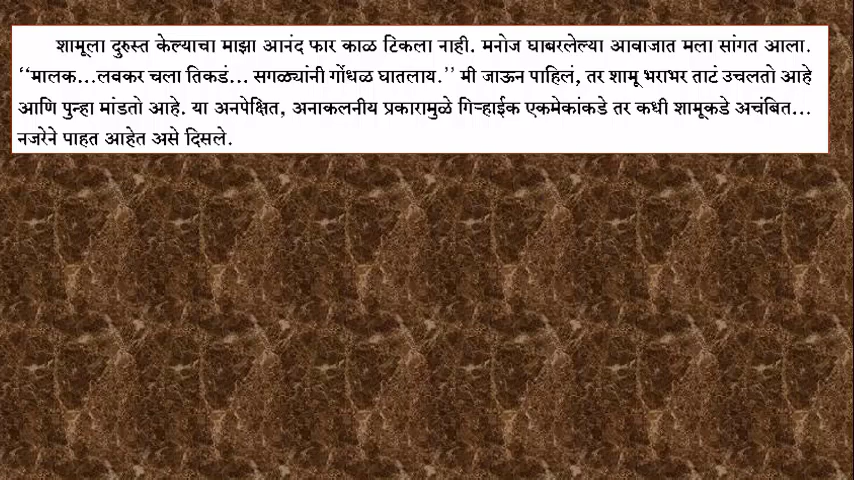 शामूला दुरुस्त केल्याचा माझा आनंद फार काळ टिकला नाही. मनोज घाबरलेल्या आवाजात मला सांगत आला.
‘‘मालक...लवकर चला तिकडं... सगळ्यांनी गोंधळ घातलाय.’’ मी जाऊन पाहिलं, तर शामू भराभर ताटं उचलतो आहे
आणि पुन्हा मांडतो आहे. या अनपेक्षित, अनाकलनीय प्रकारामुळे गिऱ्हाईक एकमेकांकडे तर कधी शामूकडे अचंबित...
नजरेने पाहत आहेत असे दिसले.